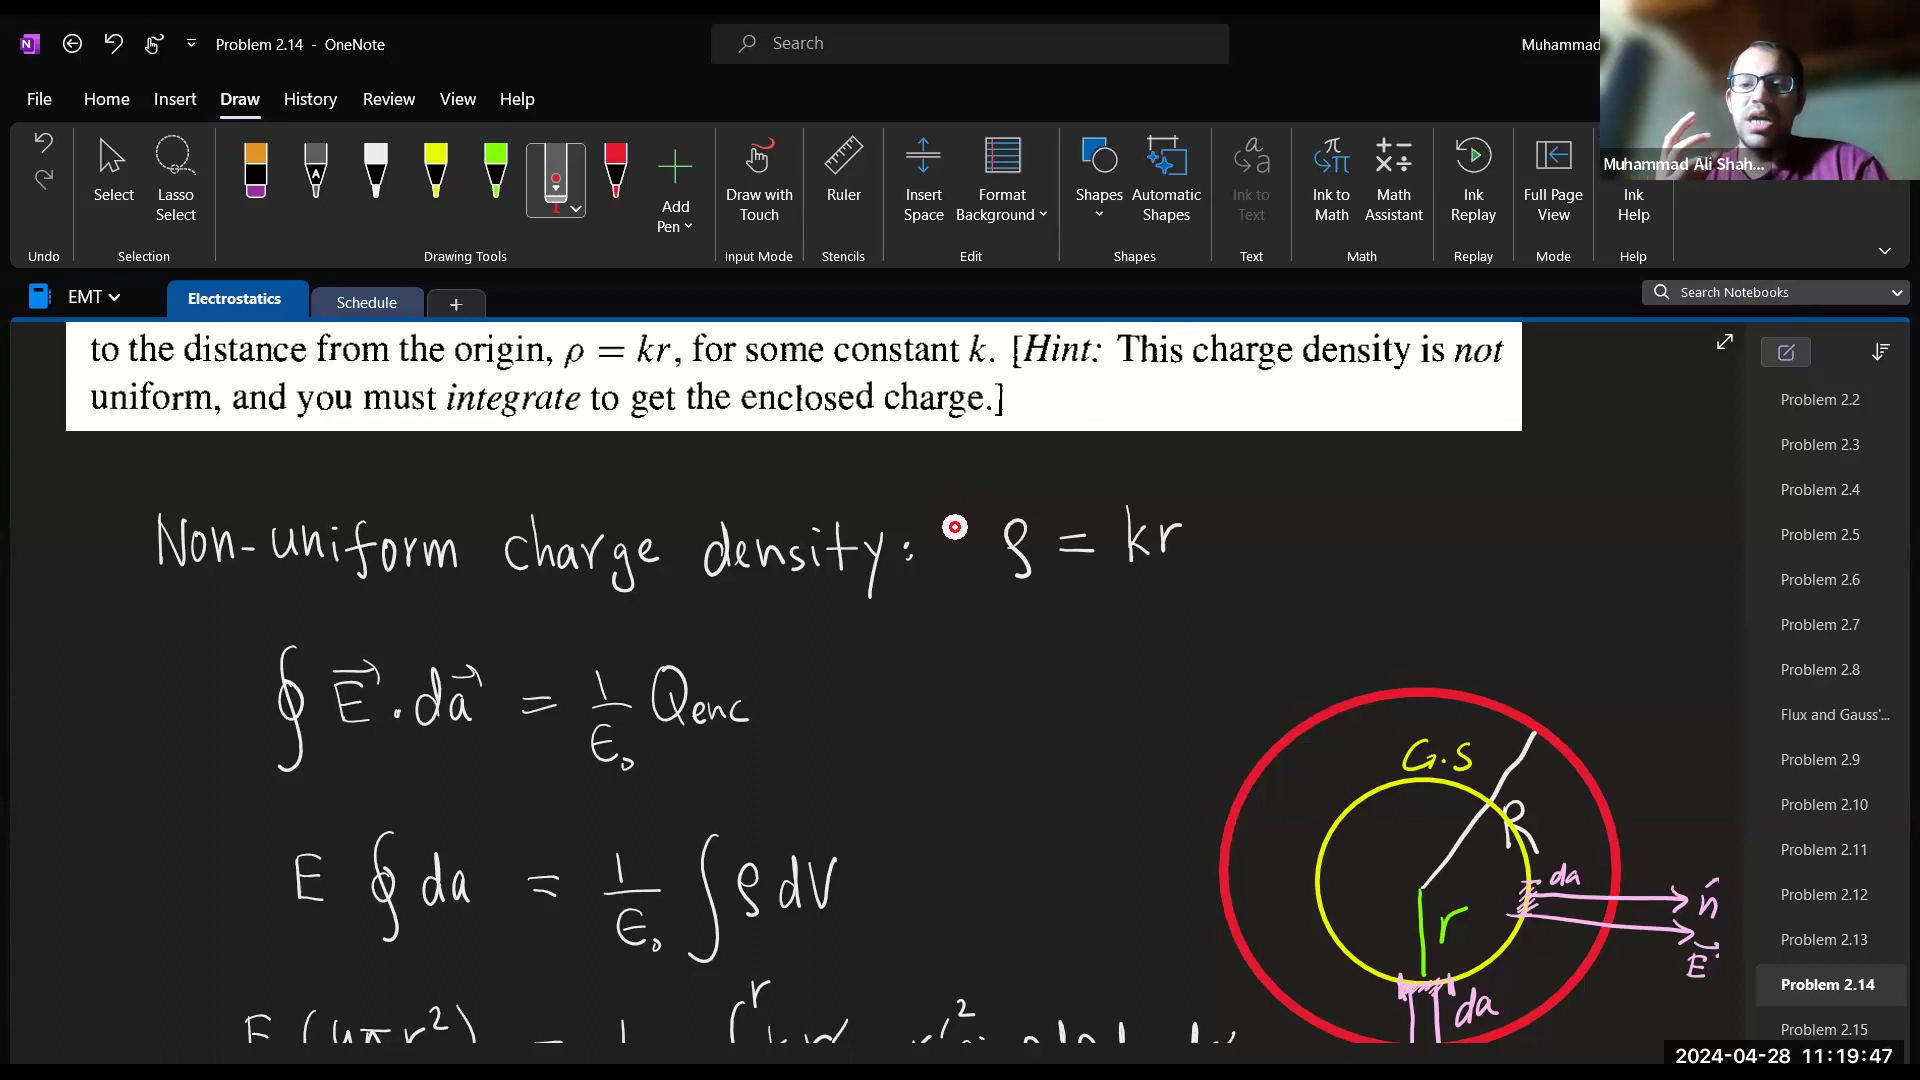 Problem 2.14 - OneNote
Search
Muhammad
File Home Insert Draw History Review View Help
Muhammad Ali Shah...
Select
Lasso Select
Add Pen
Draw with Touch
Ruler
Insert Space
Format Background
Shapes
Automatic Shapes
Ink to Text
Ink to Math
Math Assistant
Ink Replay
Full Page View
Ink Help
Undo Selection Drawing Tools Input Mode Stencils Edit Shapes Text Math Replay Mode Help
EMT Electrostatics Schedule +
Search Notebooks
to the distance from the origin, ρ = kr, for some constant k. [Hint: This charge density is not
uniform, and you must integrate to get the enclosed charge.]
Non-uniform charge density: ρ = kr
∮ E⃗ · da⃗ = 1/ε₀ Qenc
E ∮ da = 1/ε₀ ∫ ρ dV
G.S
R
r
da
n̂
E⃗
da
Problem 2.2
Problem 2.3
Problem 2.4
Problem 2.5
Problem 2.6
Problem 2.7
Problem 2.8
Flux and Gauss'...
Problem 2.9
Problem 2.10
Problem 2.11
Problem 2.12
Problem 2.13
Problem 2.14
Problem 2.15
2024-04-28 11:19:47